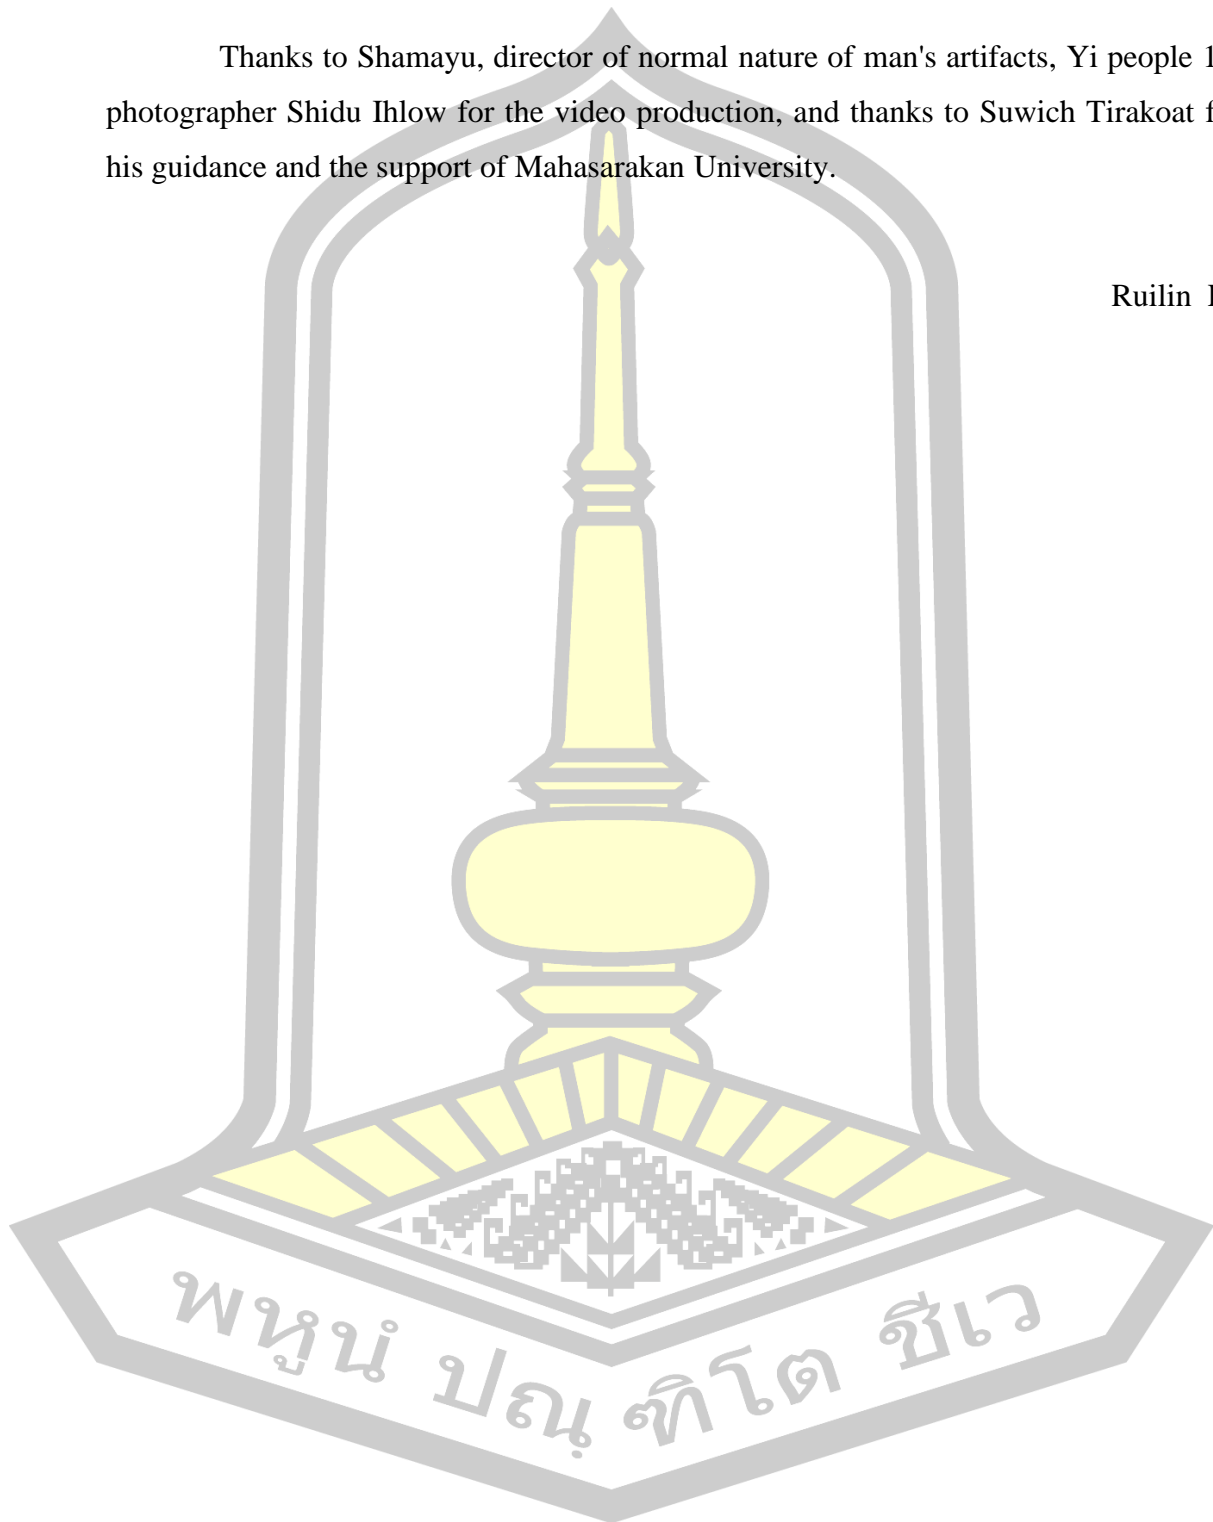 Thanks to Shamayu, director of normal nature of man's artifacts, Yi people
photographer Shidu Ihlow for the video production, and thanks to Suwich Tirakoat
his guidance and the support of Mahasarakan University.
Ruilin
พหูนํ ปณฺ ฑิโต ชีเว